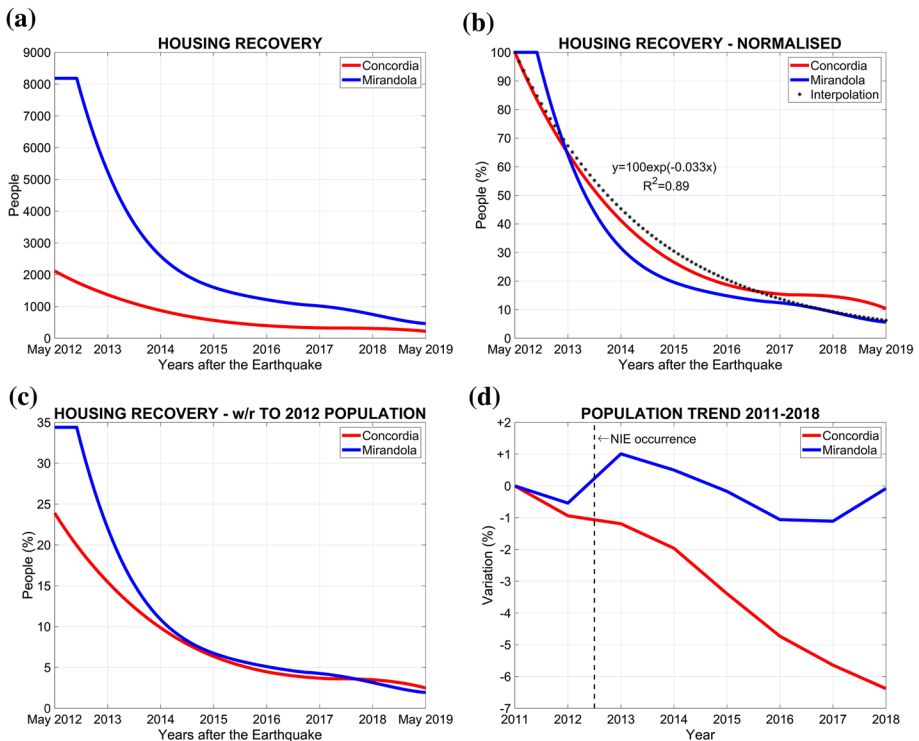 (a)
HOUSING RECOVERY
9000
8000
7000
6000
5000
4000
3000
2000
1000
0
People
May 2012 2013 2014 2015 2016 2017 2018 May 2019
Years after the Earthquake
Concordia
Mirandola
(b)
HOUSING RECOVERY - NORMALISED
100
90
80
70
60
50
40
30
20
10
0
People (%)
May 2012 2013 2014 2015 2016 2017 2018 May 2019
Years after the Earthquake
Concordia
Mirandola
Interpolation
y=100exp(-0.033x)
R²=0.89
(c)
HOUSING RECOVERY - w/r TO 2012 POPULATION
35
30
25
20
15
10
5
0
People (%)
May 2012 2013 2014 2015 2016 2017 2018 May 2019
Years after the Earthquake
Concordia
Mirandola
(d)
POPULATION TREND 2011-2018
+2
+1
0
-1
-2
-3
-4
-5
-6
-7
Variation (%)
2011 2012 2013 2014 2015 2016 2017 2018
Year
←NIE occurrence
Concordia
Mirandola